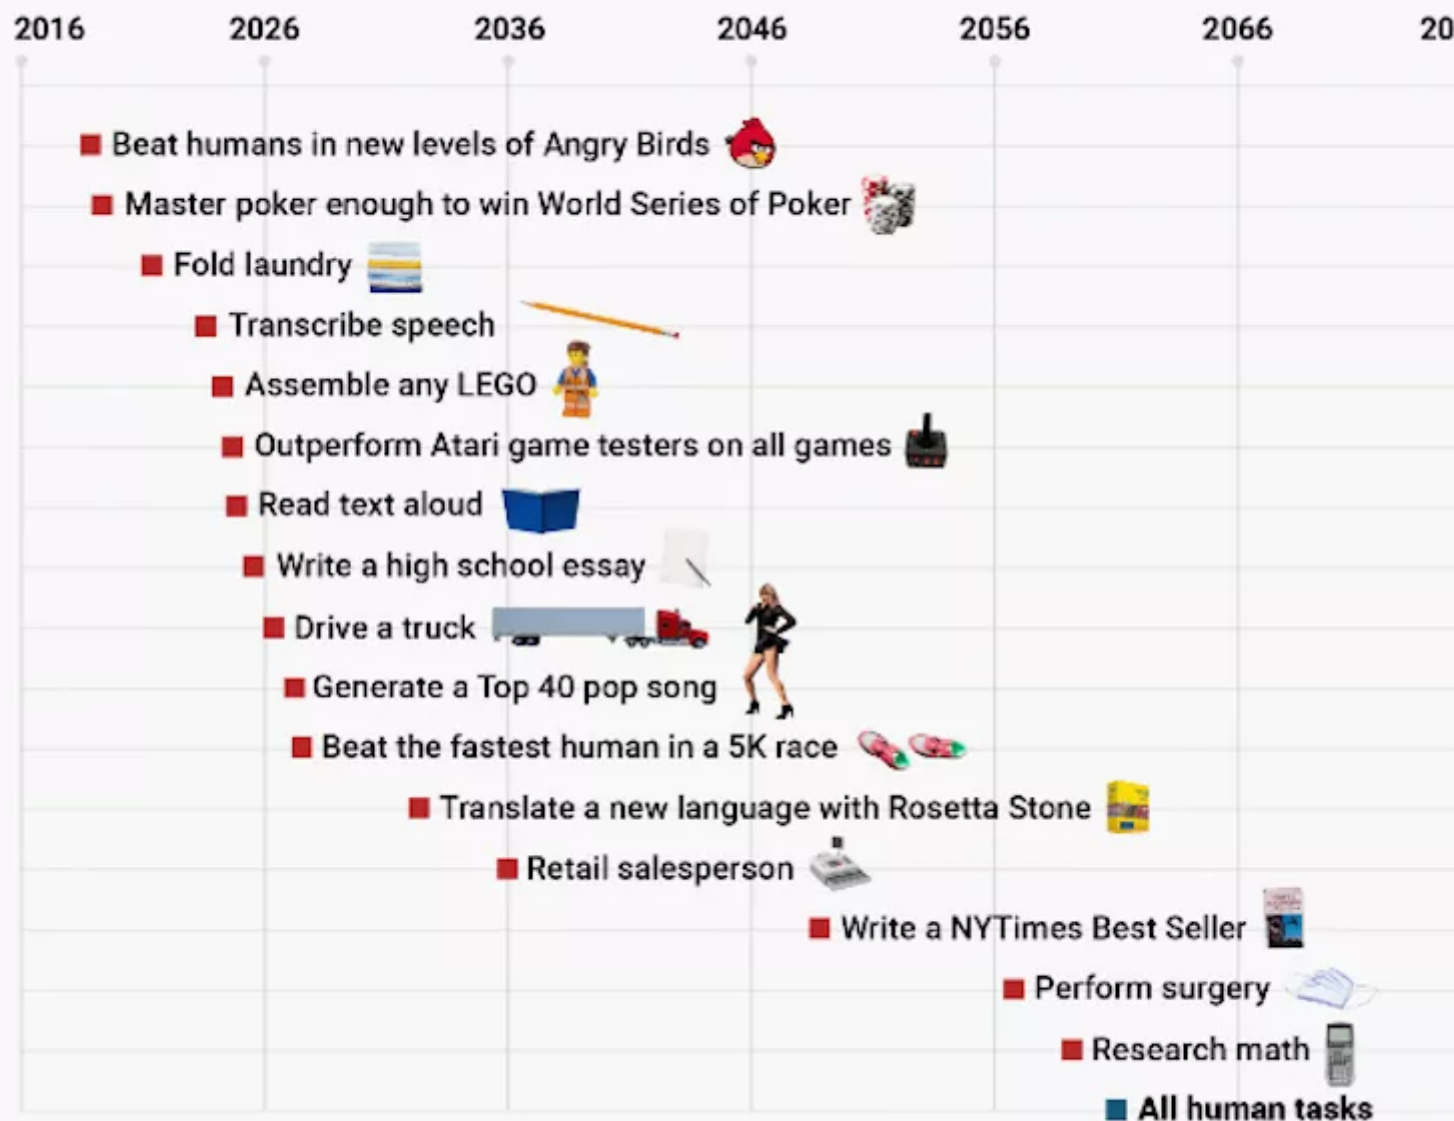 2016 2026 2036 2046 2056 2066 20
Beat humans in new levels of Angry Birds
Master poker enough to win World Series of Poker
Fold laundry
Transcribe speech
Assemble any LEGO
Outperform Atari game testers on all games
Read text aloud
Write a high school essay
Drive a truck
Generate a Top 40 pop song
Beat the fastest human in a 5K race
Translate a new language with Rosetta Stone
Retail salesperson
Write a NYTimes Best Seller
Perform surgery
Research math
All human tasks